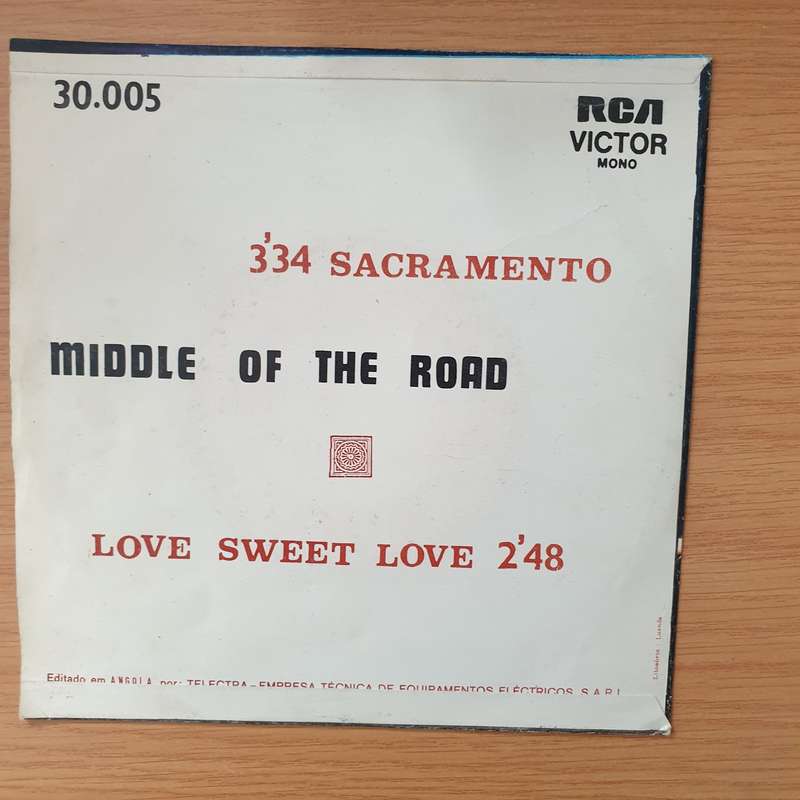 30.005
RCA
VICTOR
MONO
3'34 SACRAMENTO
MIDDLE OF THE ROAD
LOVE SWEET LOVE 2'48
Editado em ANGOLA por: TELECTRA - EMPRESA TÉCNICA DE EQUIPAMENTOS ELÉCTRICOS, S.A.R.L.
Luanda